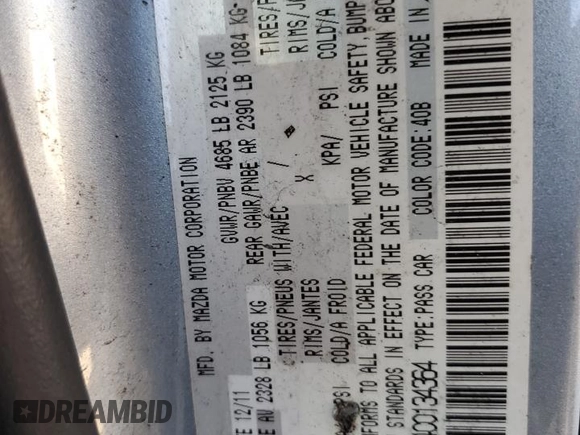 MFD. BY MAZDA MOTOR CORPORATION
12/11 GVWR/PNBV 4685 LB 2125 KG
AV 2328 LB 1056 KG REAR GAWR/PNBE AR 2390 LB 1084 KG
TIRES/PNEUS WITH/AVEC TIRES/
RIMS/JANTES X / RIMS/
COLD/A FROID KPA/ PSI COLD/A
TO ALL APPLICABLE FEDERAL MOTOR VEHICLE SAFETY, BUMP
STANDARDS IN EFFECT ON THE DATE OF MANUFACTURE SHOWN ABO
0134364 TYPE:PASS CAR COLOR CODE:40B MADE IN
DREAMBID